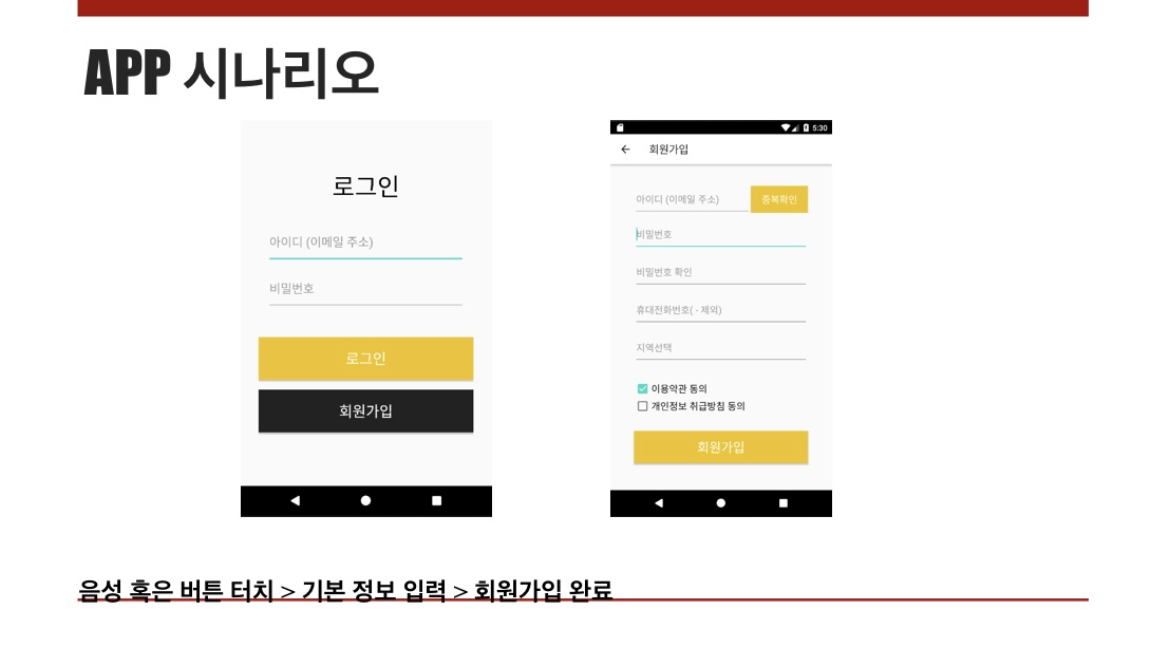 APP 시나리오
로그인
아이디 (이메일 주소)
비밀번호
로그인
회원가입
5:30
회원가입
아이디 (이메일 주소) 중복확인
비밀번호
비밀번호 확인
휴대전화번호( - 제외)
지역선택
이용약관 동의
개인정보 취급방침 동의
회원가입
음성 혹은 버튼 터치 > 기본 정보 입력 > 회원가입 완료